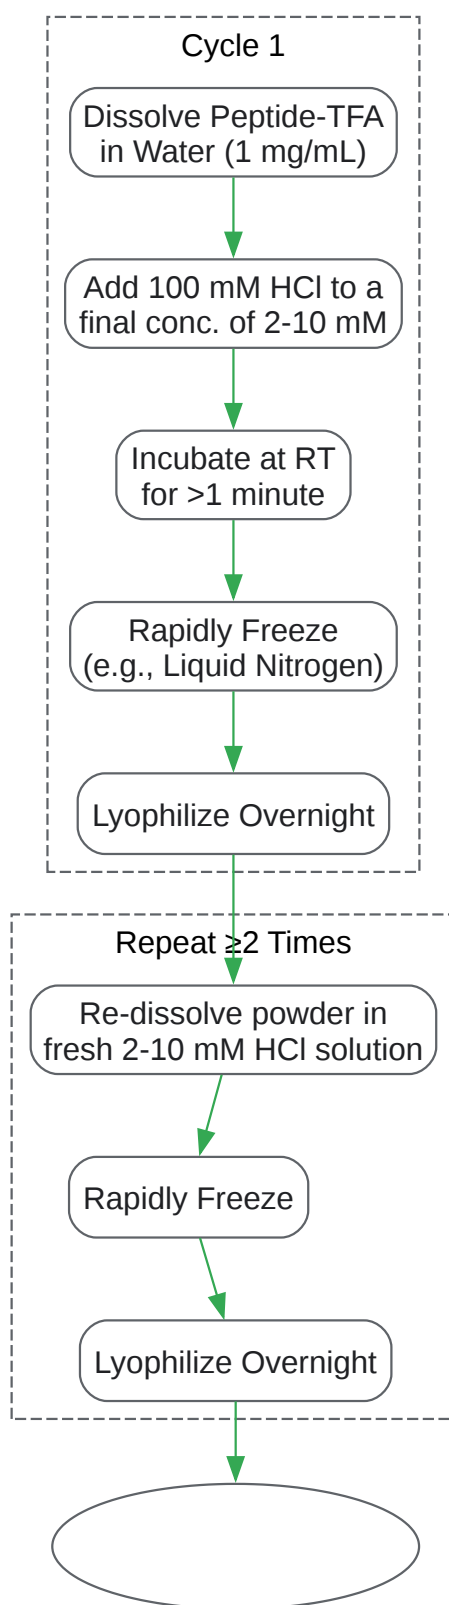 Cycle 1
Dissolve Peptide-TFA
in Water (1 mg/mL)
Add 100 mM HCl to a
final conc. of 2-10 mM
Incubate at RT
for >1 minute
Rapidly Freeze
(e.g., Liquid Nitrogen)
Lyophilize Overnight
Repeat ≥2 Times
Re-dissolve powder in
fresh 2-10 mM HCl solution
Rapidly Freeze
Lyophilize Overnight